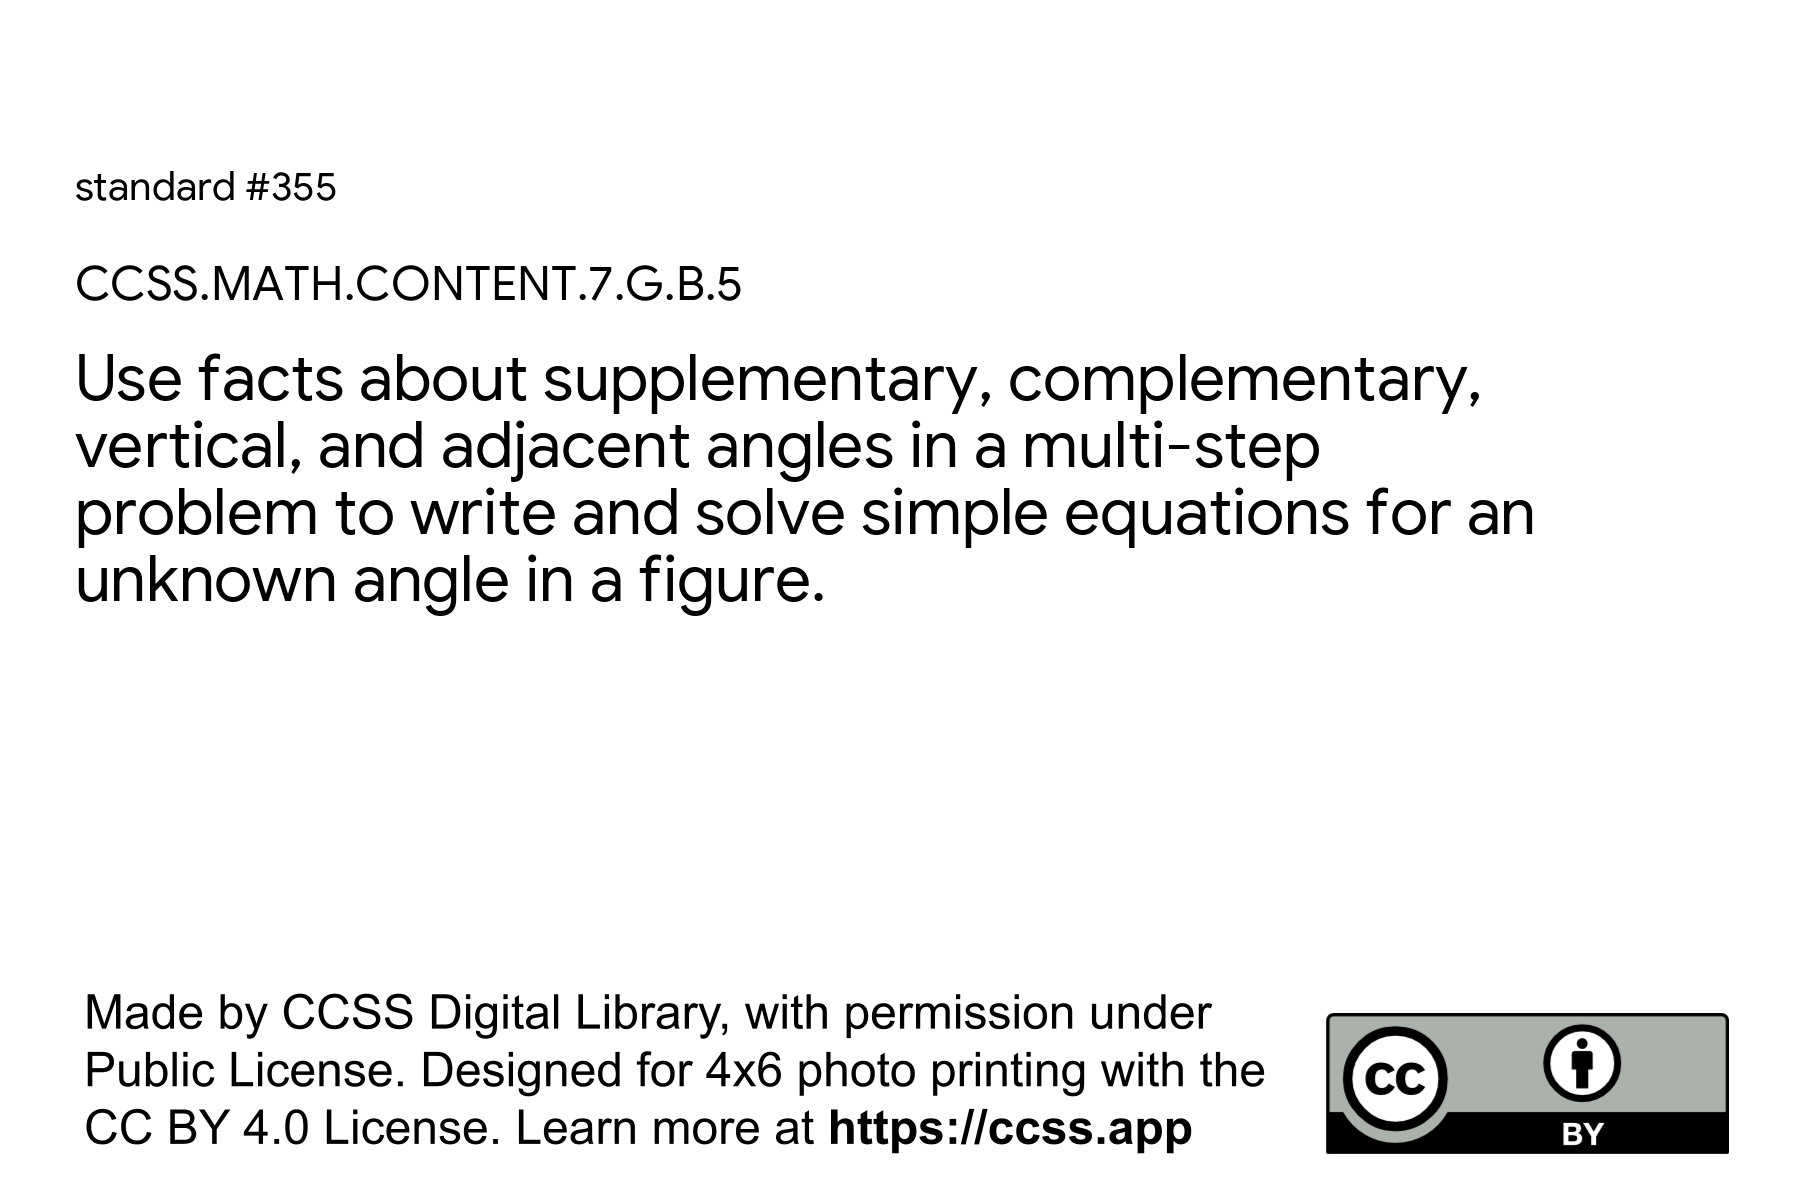 standard #355
CCSS.MATH.CONTENT.7.G.B.5
Use facts about supplementary, complementary,
vertical, and adjacent angles in a multi-step
problem to write and solve simple equations for an
unknown angle in a figure.
Made by CCSS Digital Library, with permission under
Public License. Designed for 4x6 photo printing with the
CC BY 4.0 License. Learn more at https://ccss.app
CC
BY